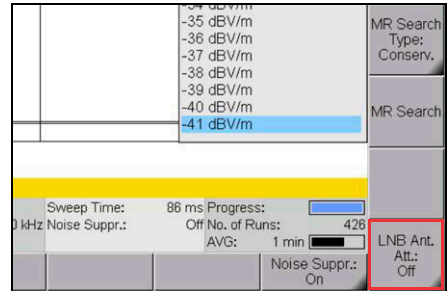 -34 dBV/m
-35 dBV/m
-36 dBV/m
-37 dBV/m
-38 dBV/m
-39 dBV/m
-40 dBV/m
-41 dBV/m
MR Search
Type:
Conserv.
MR Search
Sweep Time: 86 ms Progress:
kHz Noise Suppr.: Off No. of Runs: 426
AVG: 1 min
Noise Suppr.:
On
LNB Ant.
Att.:
Off